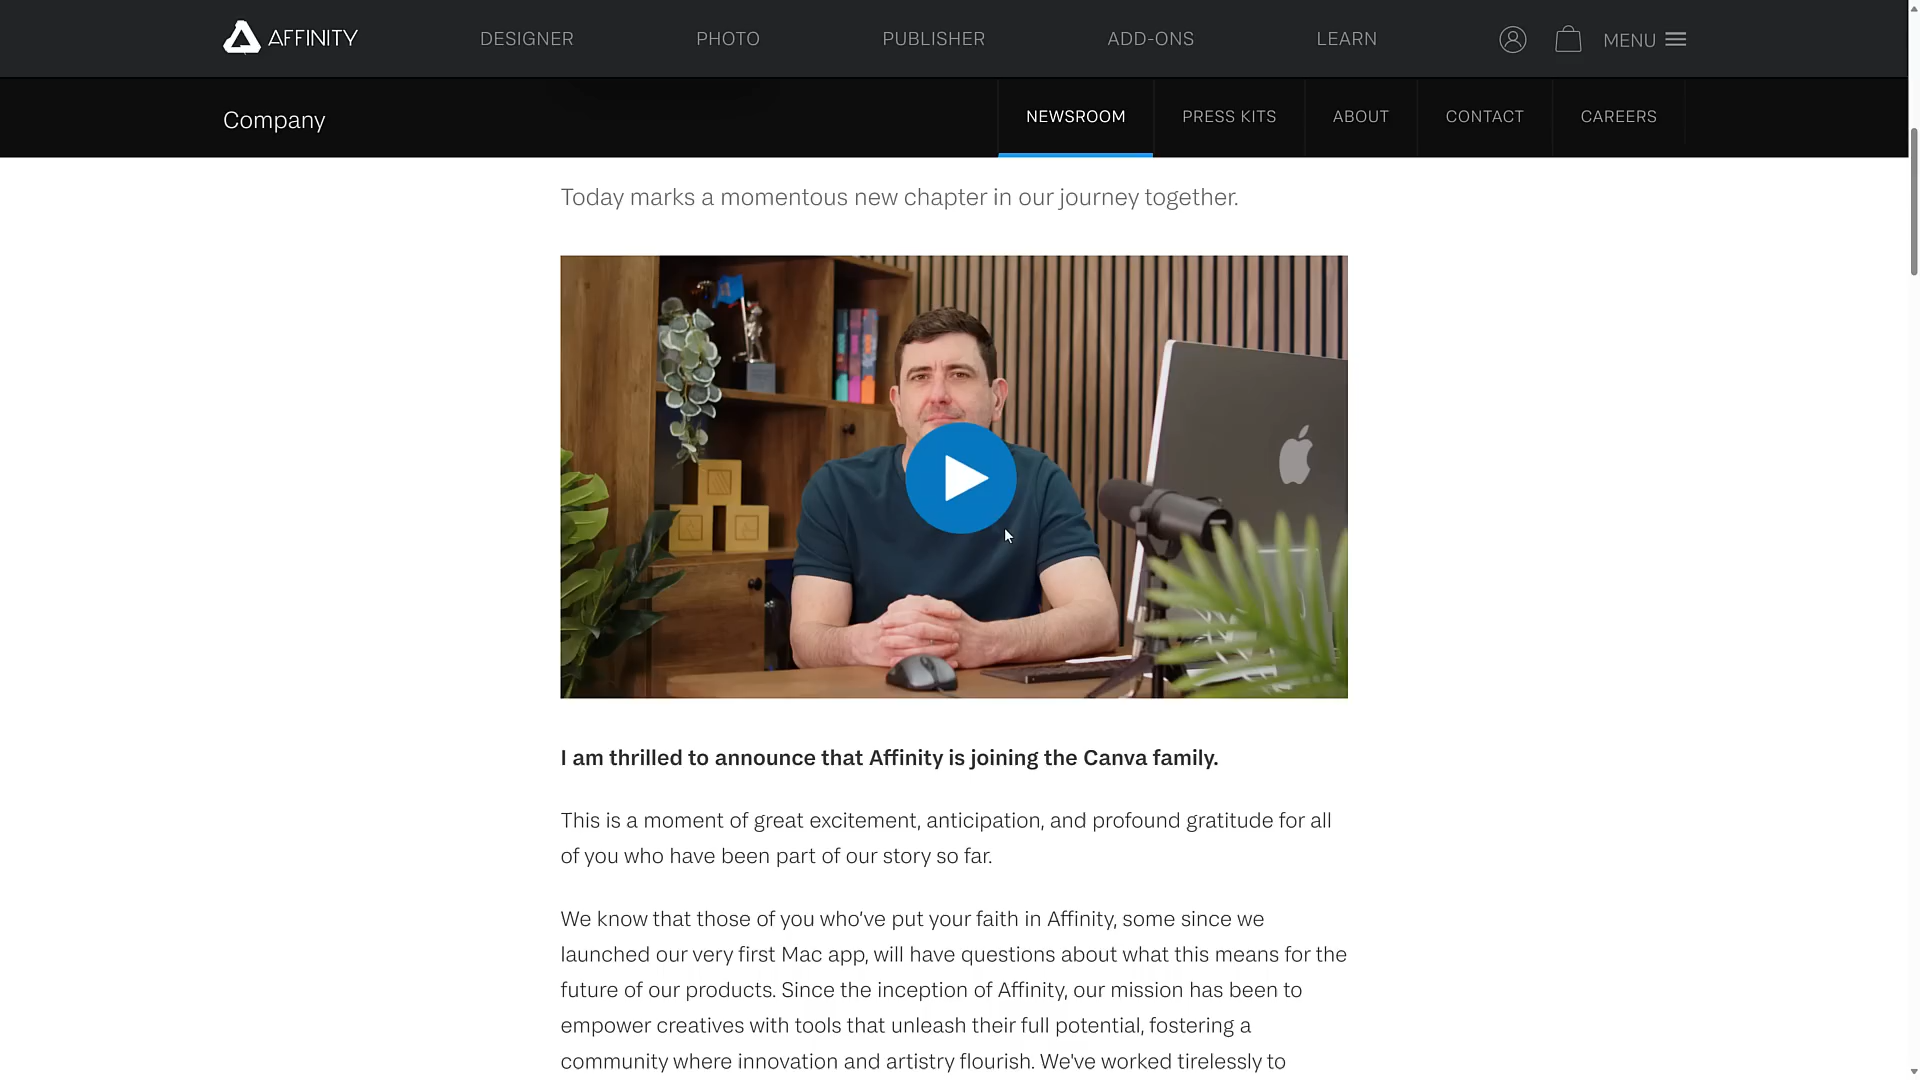 AFFINITY
DESIGNER
PHOTO
PUBLISHER
ADD-ONS
LEARN
MENU
Company
NEWSROOM
PRESS KITS
ABOUT
CONTACT
CAREERS
Today marks a momentous new chapter in our journey together.
I am thrilled to announce that Affinity is joining the Canva family.
This is a moment of great excitement, anticipation, and profound gratitude for all
of you who have been part of our story so far.
We know that those of you who’ve put your faith in Affinity, some since we
launched our very first Mac app, will have questions about what this means for the
future of our products. Since the inception of Affinity, our mission has been to
empower creatives with tools that unleash their full potential, fostering a
community where innovation and artistry flourish. We've worked tirelessly to